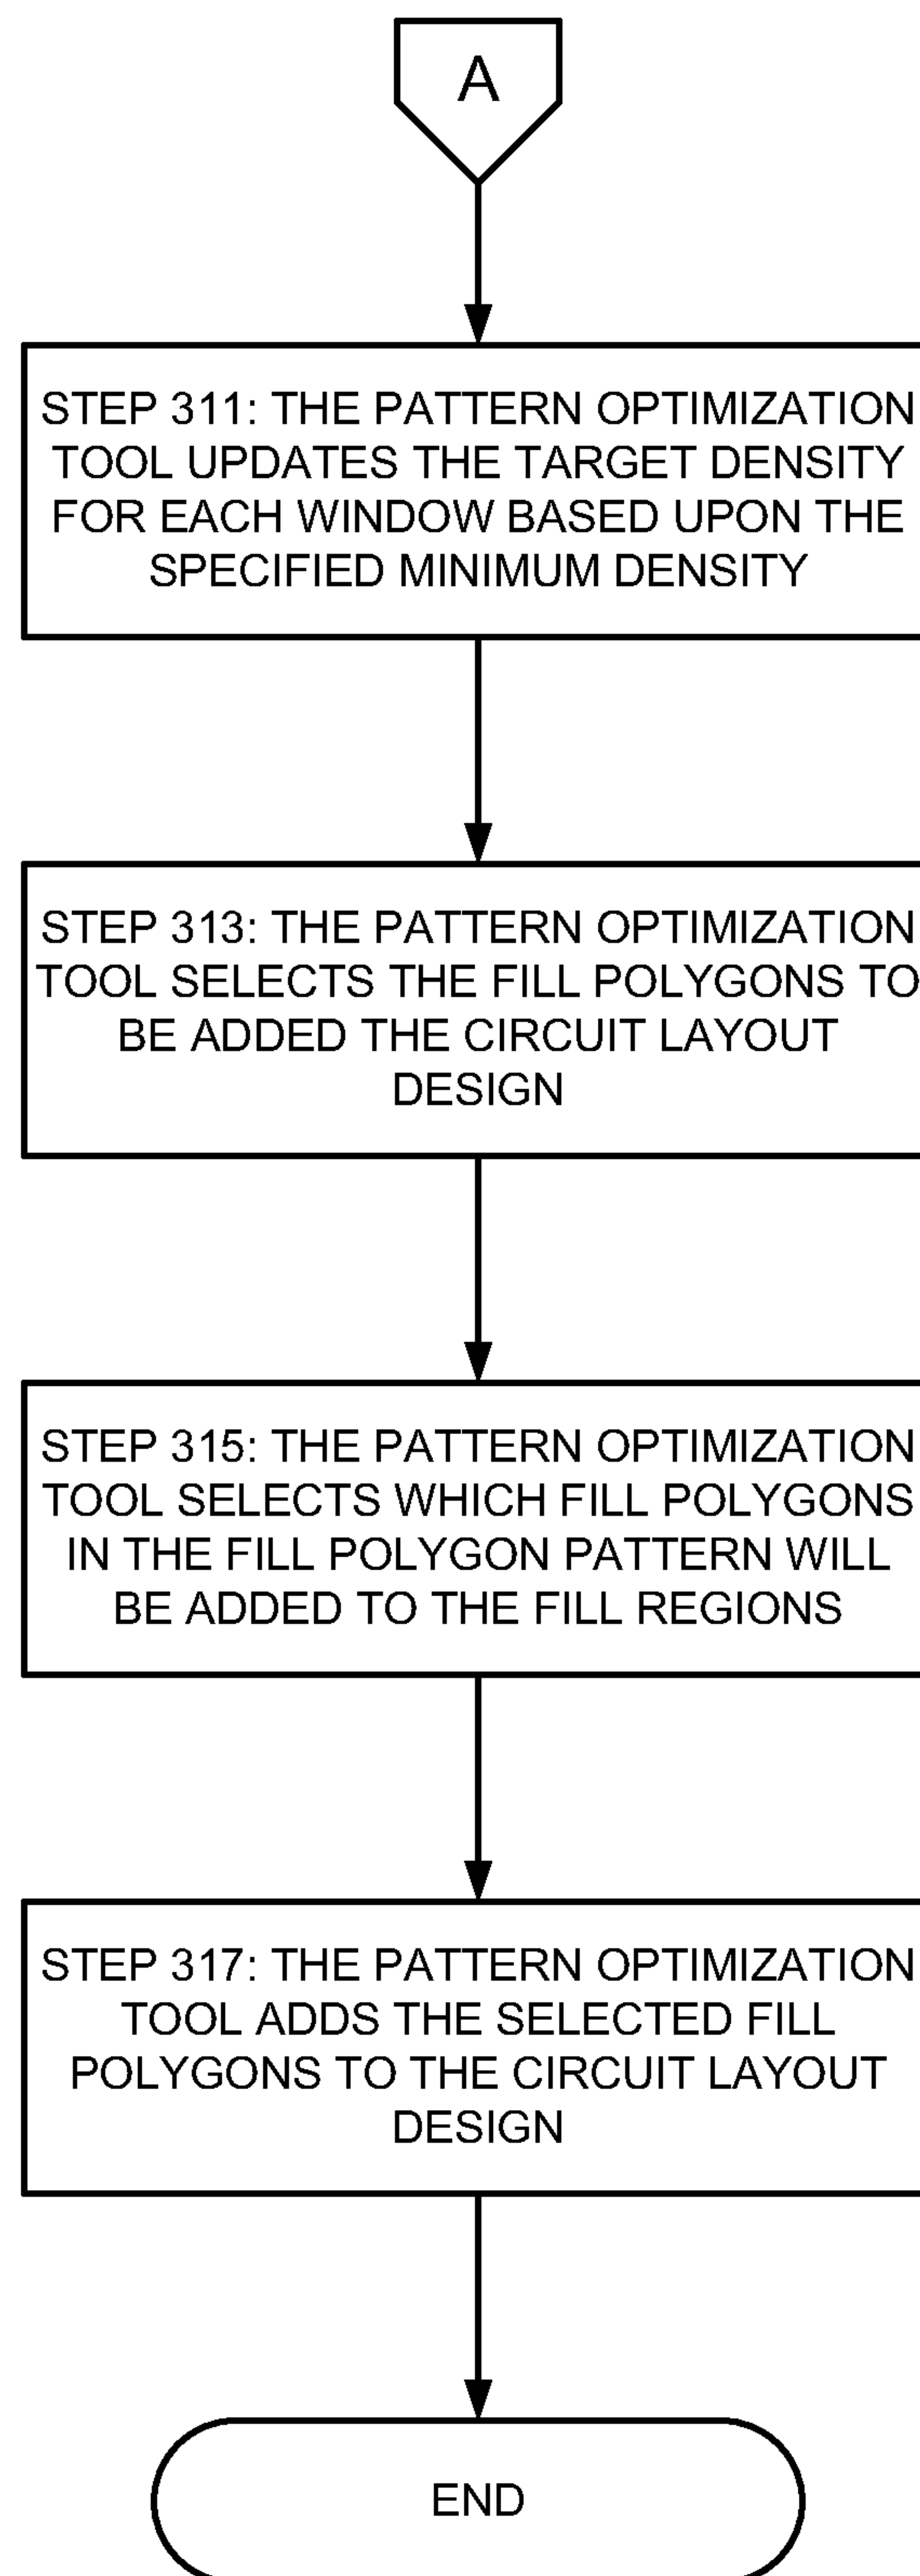 A
STEP 311: THE PATTERN OPTIMIZATION
TOOL UPDATES THE TARGET DENSITY
FOR EACH WINDOW BASED UPON THE
SPECIFIED MINIMUM DENSITY
STEP 313: THE PATTERN OPTIMIZATION
TOOL SELECTS THE FILL POLYGONS TO
BE ADDED THE CIRCUIT LAYOUT
DESIGN
STEP 315: THE PATTERN OPTIMIZATION
TOOL SELECTS WHICH FILL POLYGONS
IN THE FILL POLYGON PATTERN WILL
BE ADDED TO THE FILL REGIONS
STEP 317: THE PATTERN OPTIMIZATION
TOOL ADDS THE SELECTED FILL
POLYGONS TO THE CIRCUIT LAYOUT
DESIGN
END